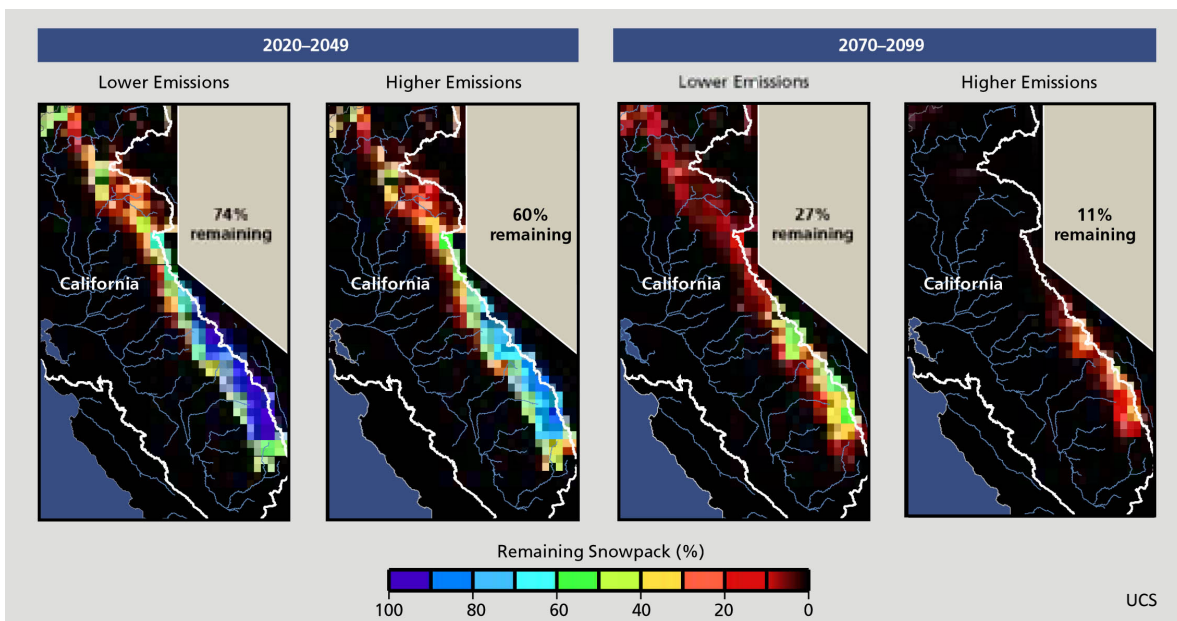 2020–2049
2070–2099
Lower Emissions
Higher Emissions
Lower Emissions
Higher Emissions
74%
remaining
California
60%
remaining
California
27%
remaining
California
11%
remaining
California
Remaining Snowpack (%)
100 80 60 40 20 0
UCS